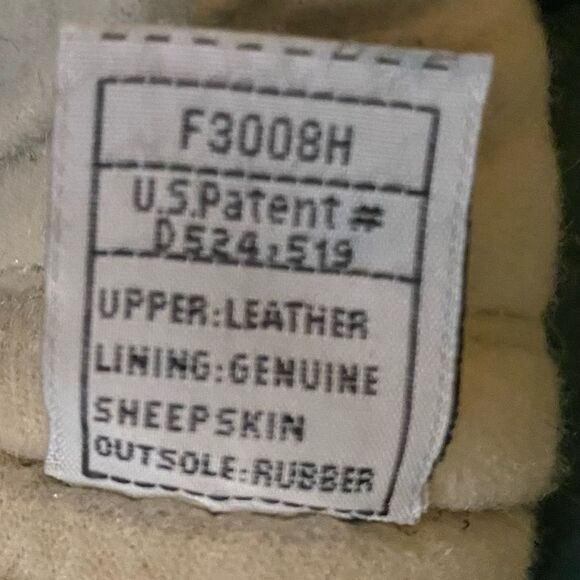 F3008H
U.S.Patent #
D524,519
UPPER:LEATHER
LINING:GENUINE
SHEEPSKIN
OUTSOLE:RUBBER